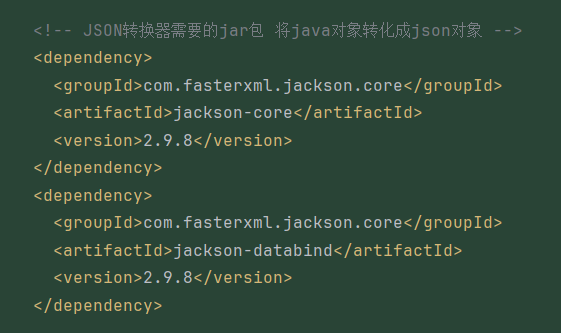 <!-- JSON转换器需要的jar包 将java对象转化成json对象 -->
<dependency>
<groupId>com.fasterxml.jackson.core</groupId>
<artifactId>jackson-core</artifactId>
<version>2.9.8</version>
</dependency>
<dependency>
<groupId>com.fasterxml.jackson.core</groupId>
<artifactId>jackson-databind</artifactId>
<version>2.9.8</version>
</dependency>